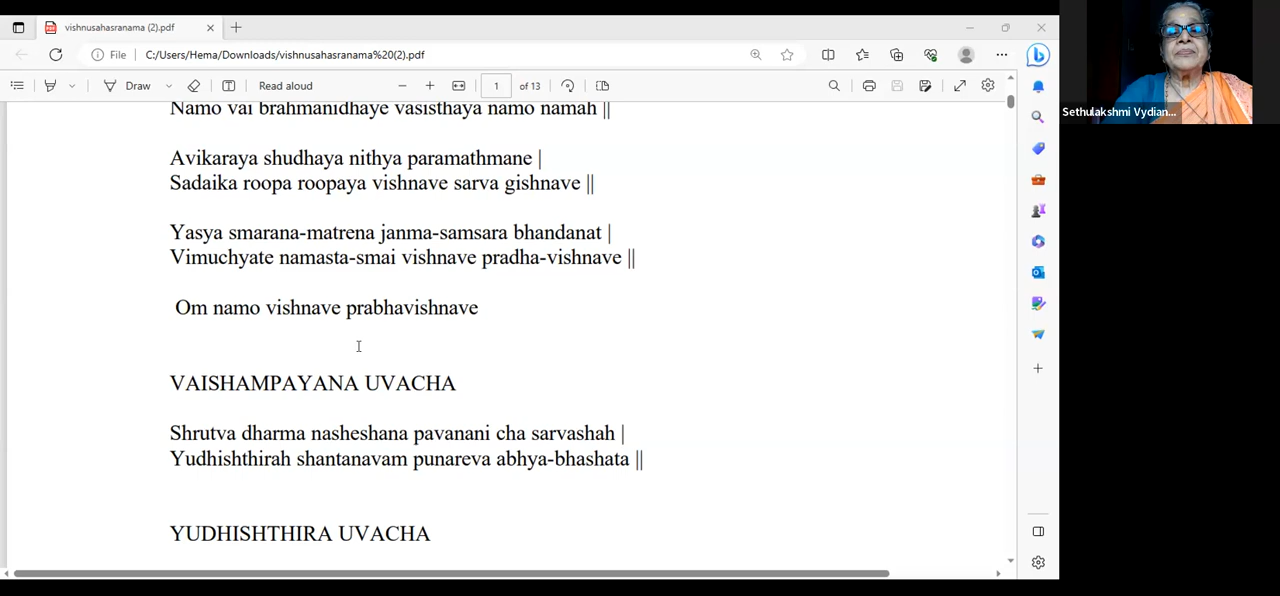 vishnusahasranama (2).pdf
File
C:/Users/Hema/Downloads/vishnusahasranama%20(2).pdf
Draw
Read aloud
1
of 13
Sethulakshmi Vydian...
Namo vai brahmanidhaye vasisthaya namo namah ||
Avikaraya shudhaya nithya paramathmane |
Sadaika roopa roopaya vishnave sarva gishnave ||
Yasya smarana-matrena janma-samsara bhandanat |
Vimuchyate namasta-smai vishnave pradha-vishnave ||
Om namo vishnave prabhavishnave
VAISHAMPAYANA UVACHA
Shrutva dharma nasheshana pavanani cha sarvashah |
Yudhishthirah shantanavam punareva abhya-bhashata ||
YUDHISHTHIRA UVACHA